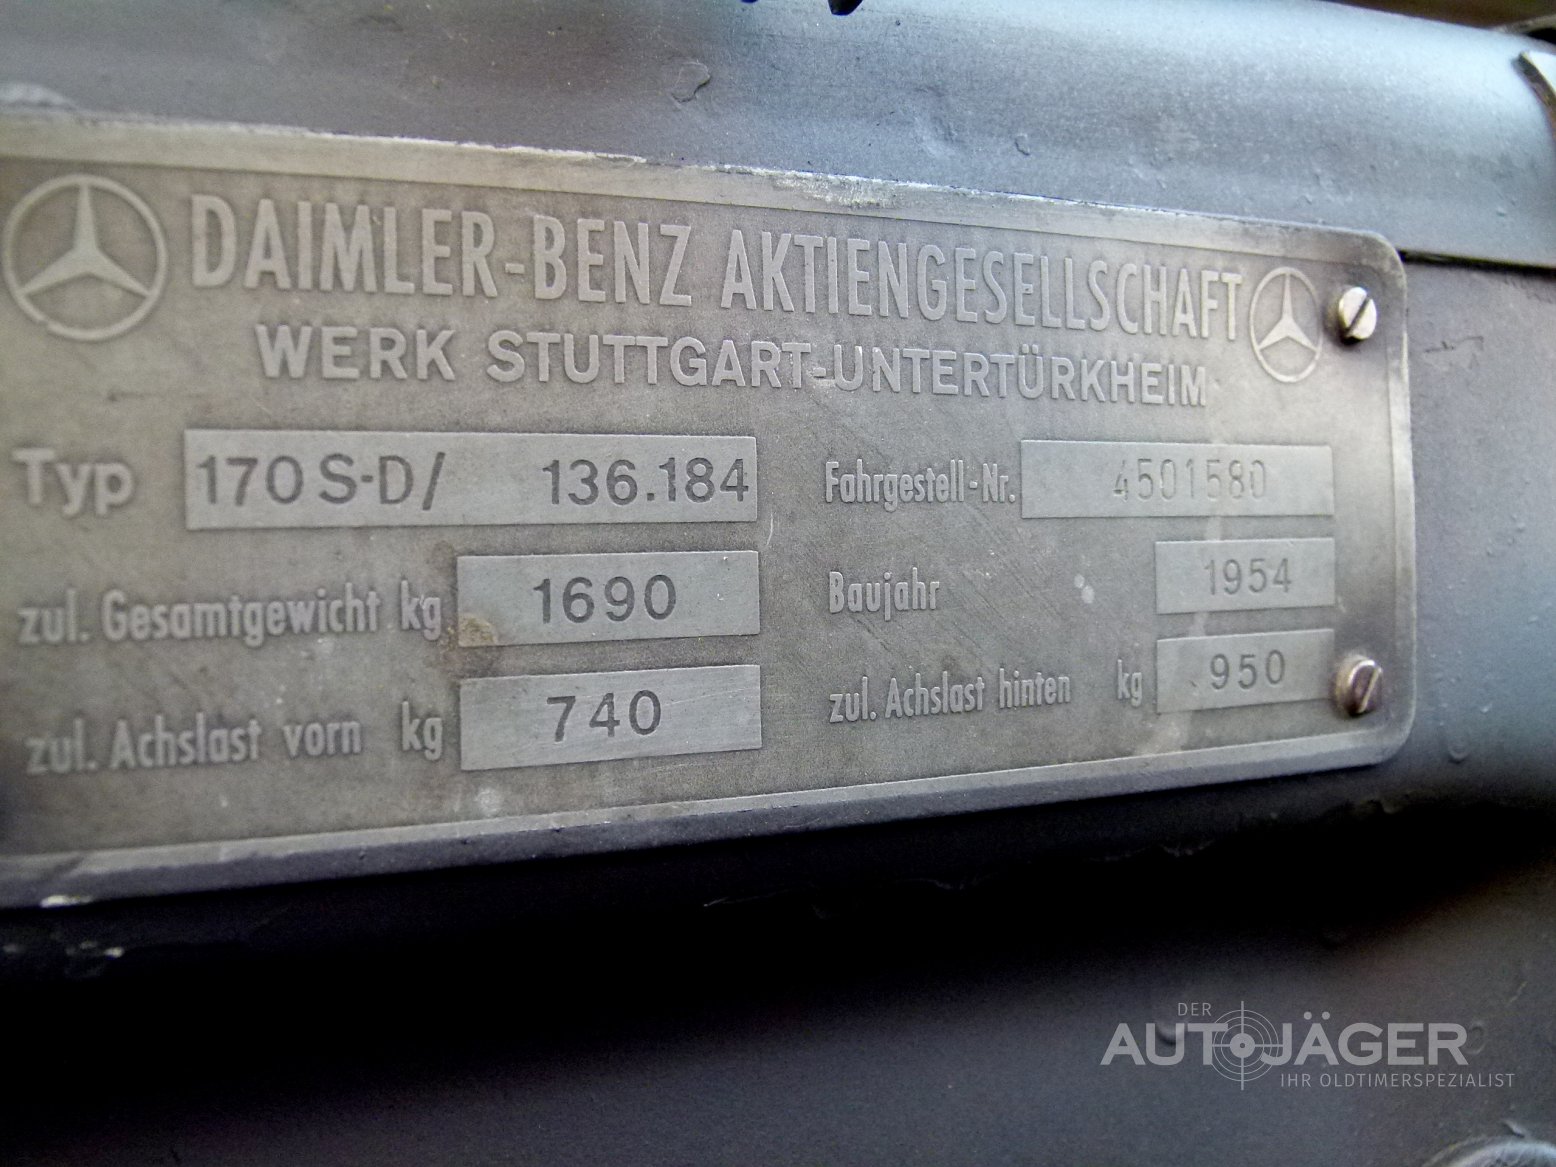 DAIMLER-BENZ AKTIENGESELLSCHAFT
WERK STUTTGART-UNTERTÜRKHEIM
Typ 170 S-D/ 136.184 Fahrgestell-Nr. 4501580
zul. Gesamtgewicht kg 1690 Baujahr 1954
zul. Achslast vorn kg 740 zul. Achslast hinten kg 950
DER
AUTOJÄGER
IHR OLDTIMERSPEZIALIST